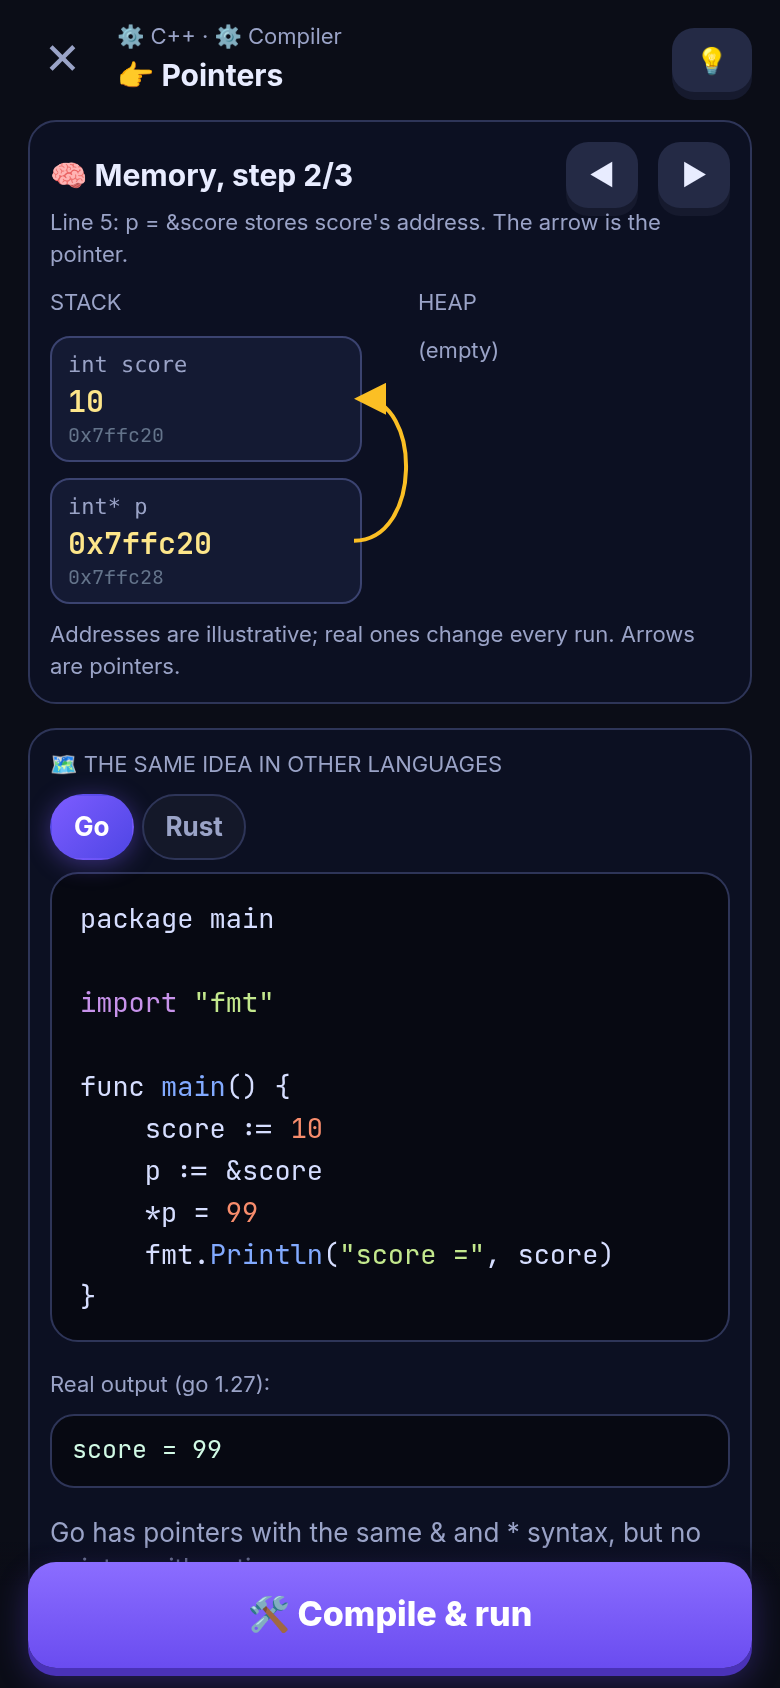 ⚙️ C++ · ⚙️ Compiler
👉 Pointers
🧠 Memory, step 2/3
Line 5: p = &score stores score's address. The arrow is the
pointer.
STACK
HEAP
int score
10
0x7ffc20
(empty)
int* p
0x7ffc20
0x7ffc28
Addresses are illustrative; real ones change every run. Arrows
are pointers.
🗺️ THE SAME IDEA IN OTHER LANGUAGES
Go
Rust
package main
import "fmt"
func main() {
    score := 10
    p := &score
    *p = 99
    fmt.Println("score =", score)
}
Real output (go 1.27):
score = 99
Go has pointers with the same & and * syntax, but no
🛠️ Compile & run